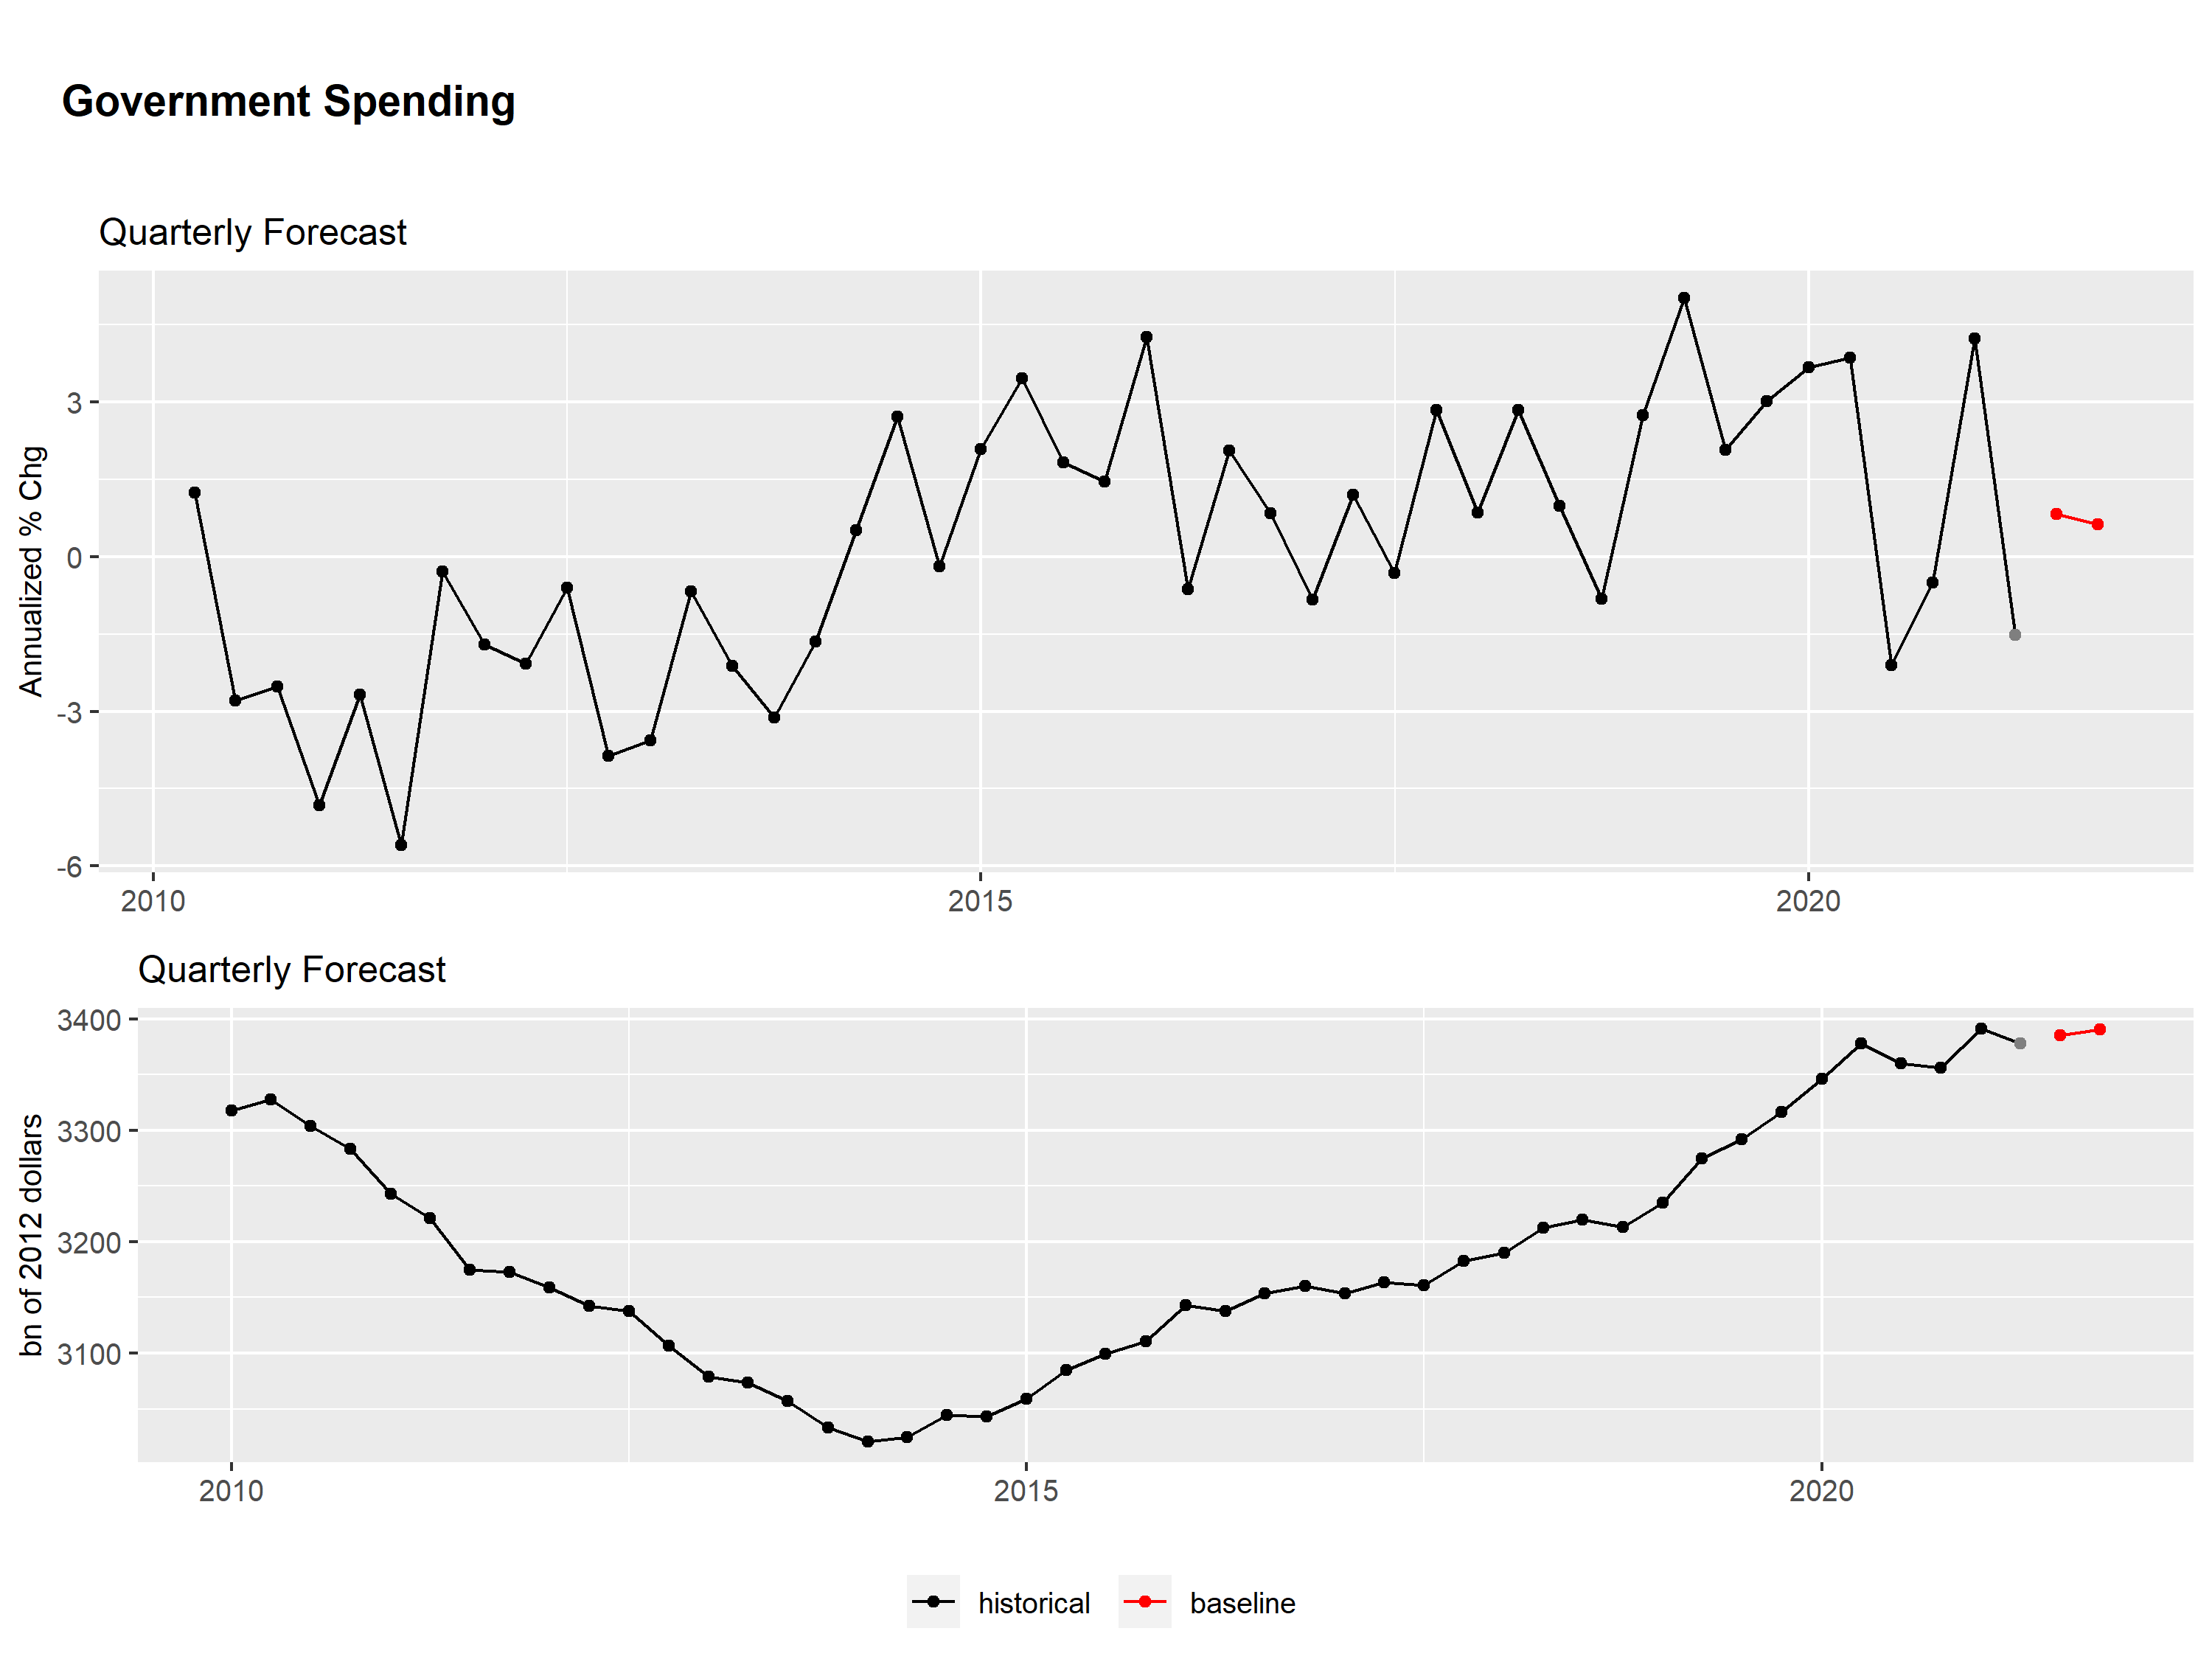 Government Spending
Quarterly Forecast
Annualized % Chg
3
0
-3
-6
2010 2015 2020
Quarterly Forecast
bn of 2012 dollars
3400
3300
3200
3100
2010 2015 2020
historical baseline